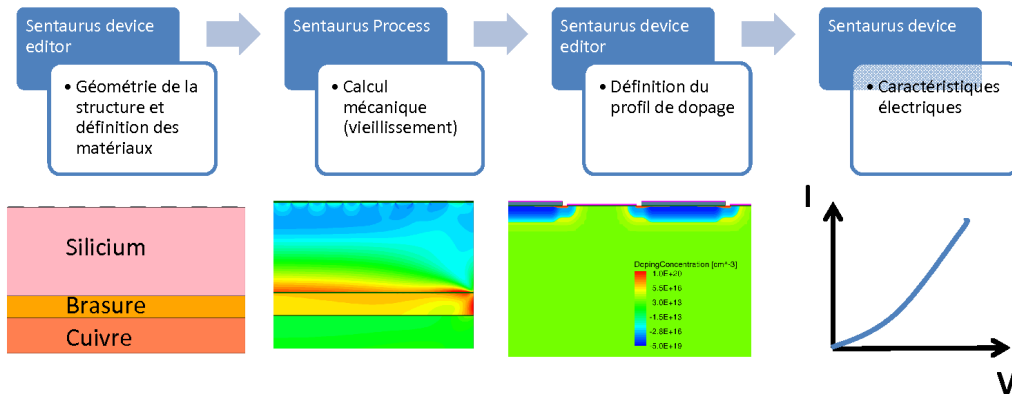 Sentaurus device
editor
• Géométrie de la
structure et
définition des
matériaux
Sentaurus Process
• Calcul
mécanique
(vieillissement)
Sentaurus device
editor
• Définition du
profil de dopage
Sentaurus device
• Caractéristiques
électriques
Silicium
Brasure
Cuivre
DopingConcentration [cm^-3]
1.0E+20
5.5E+16
3.0E+13
-1.5E+13
-2.8E+16
-5.0E+19
I
V